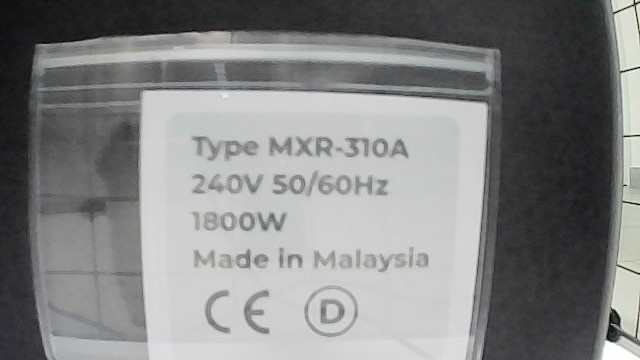 Type MXR-310A
240V 50/60Hz
1800W
Made in Malaysia
CE D